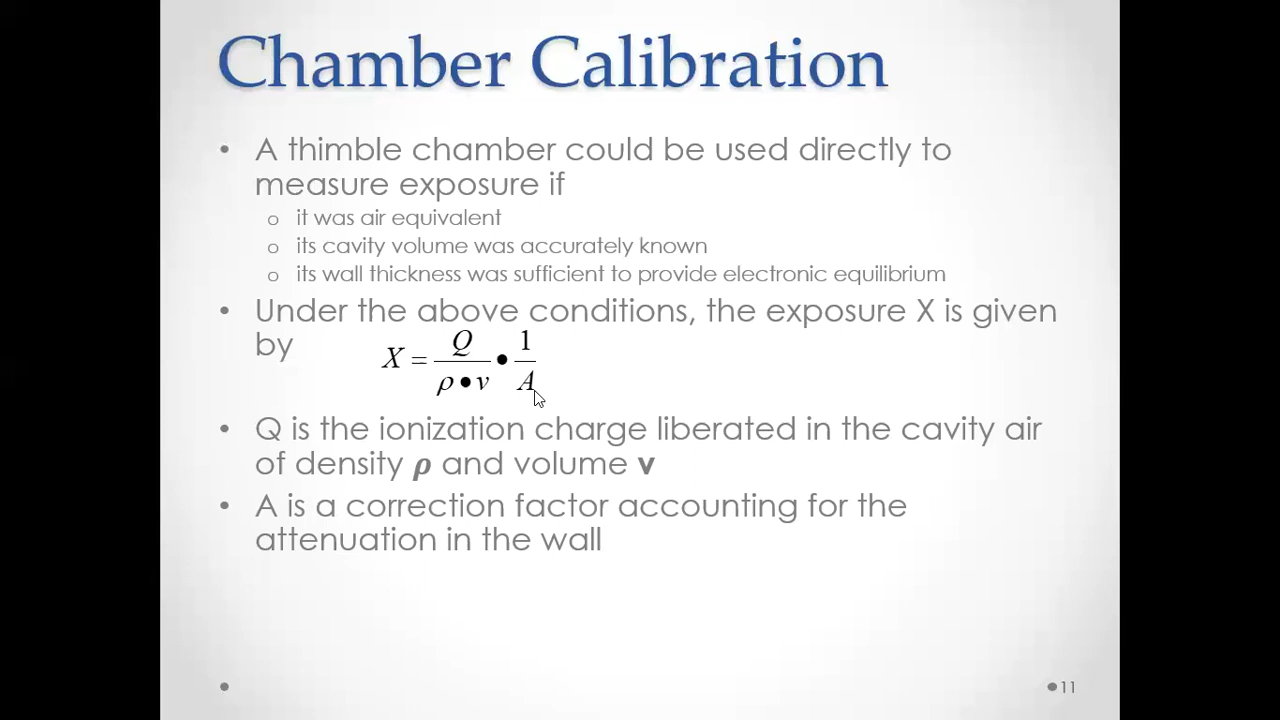 Chamber Calibration
• A thimble chamber could be used directly to
measure exposure if
o it was air equivalent
o its cavity volume was accurately known
o its wall thickness was sufficient to provide electronic equilibrium
• Under the above conditions, the exposure X is given
by
X = Q / ρ • v • 1 / A
• Q is the ionization charge liberated in the cavity air
of density ρ and volume v
• A is a correction factor accounting for the
attenuation in the wall
• 11